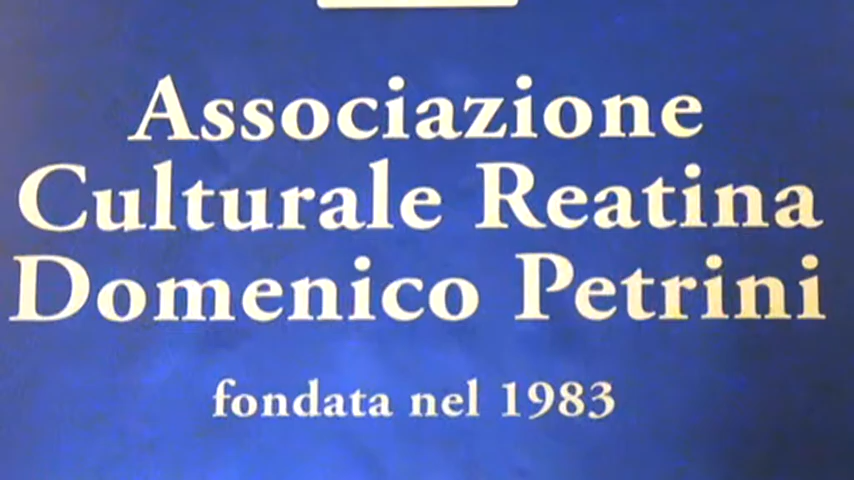 Associazione
Culturale Reatina
Domenico Petrini
fondata nel 1983